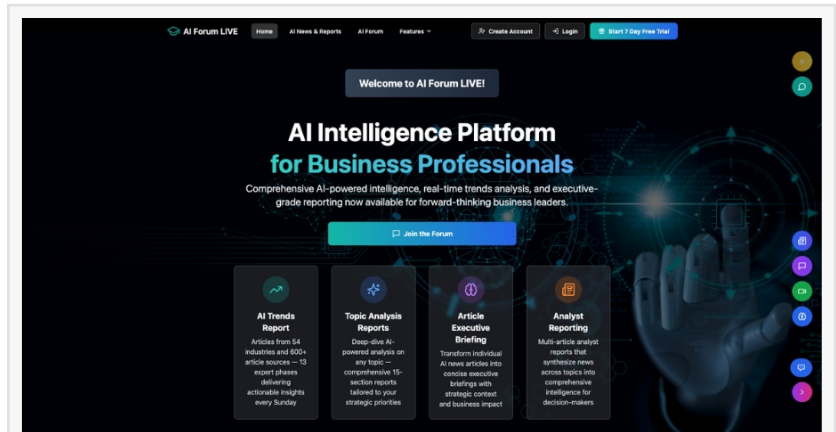 AI Forum LIVE
Home
AI News & Reports
AI Forum
Features
Create Account
Login
Start 7 Day Free Trial
Welcome to AI Forum LIVE!
AI Intelligence Platform
for Business Professionals
Comprehensive AI-powered intelligence, real-time trends analysis, and executive-
grade reporting now available for forward-thinking business leaders.
Join the Forum
AI Trends
Report
Articles from 54
industries and 600+
article sources — 13
expert phases
delivering
actionable insights
every Sunday
Topic Analysis
Reports
Deep-dive AI-
powered analysis on
any topic —
comprehensive 15-
section reports
tailored to your
strategic priorities
Article
Executive
Briefing
Transform individual
AI news articles into
concise executive
briefings with
strategic context
and business impact
Analyst
Reporting
Multi-article analyst
reports that
synthesize news
across topics into
comprehensive
intelligence for
decision-makers